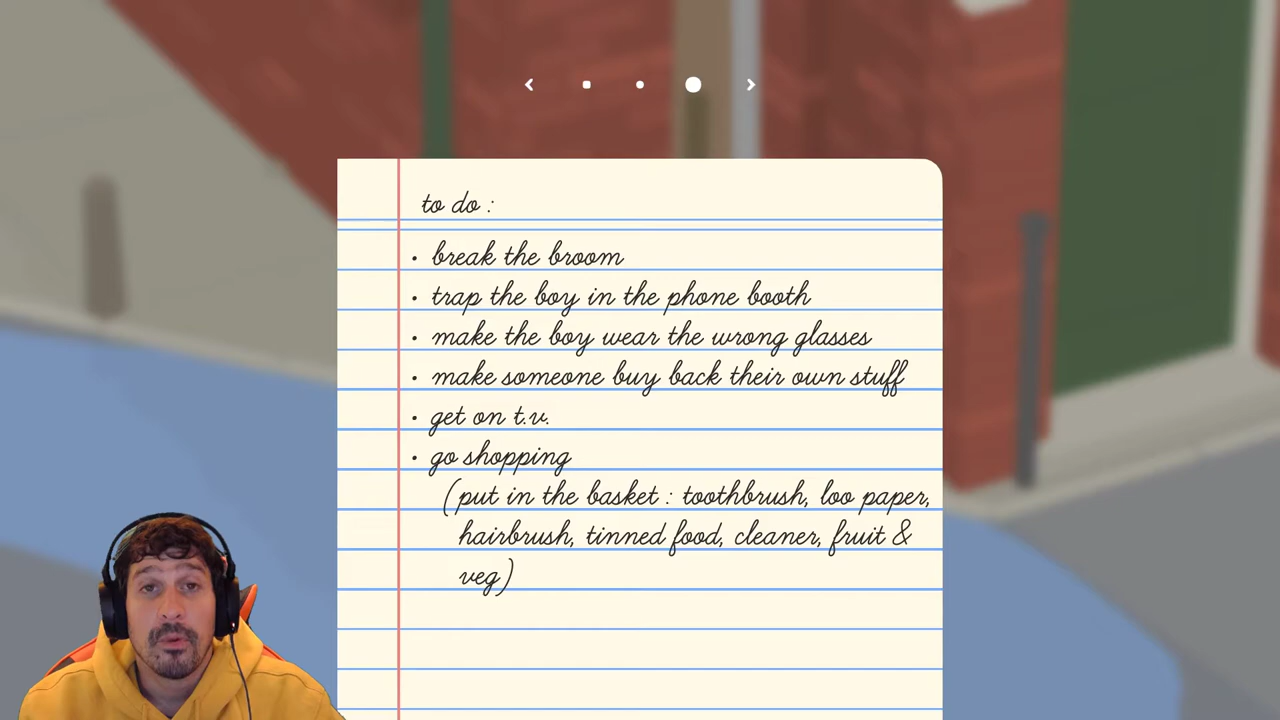 to do :
• break the broom
• trap the boy in the phone booth
• make the boy wear the wrong glasses
• make someone buy back their own stuff
• get on t.v.
• go shopping
(put in the basket : toothbrush, loo paper,
hairbrush, tinned food, cleaner, fruit &
veg)